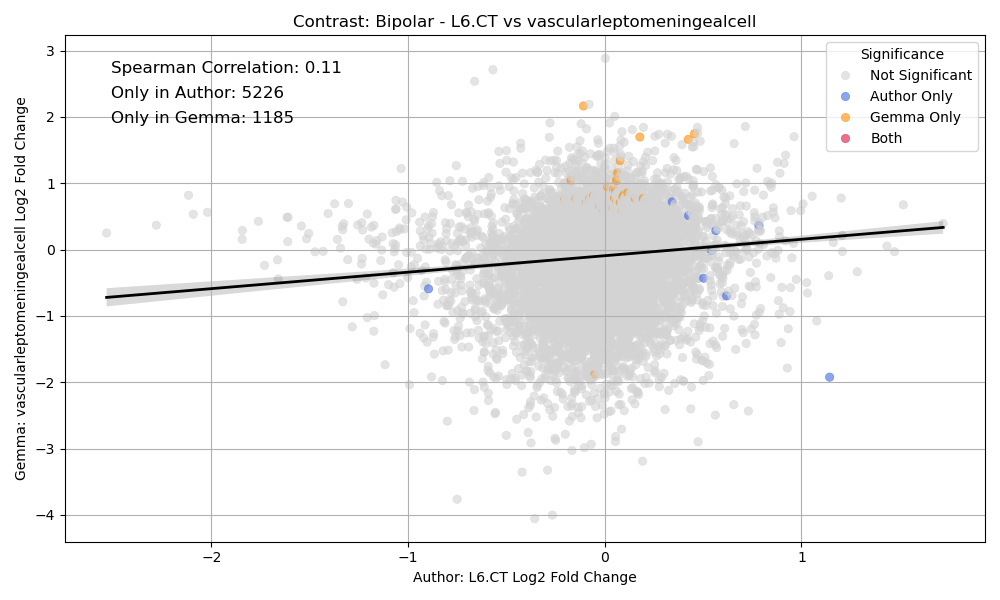 Contrast: Bipolar - L6.CT vs vascularleptomeningealcell
Spearman Correlation: 0.11
Only in Author: 5226
Only in Gemma: 1185
Significance
Not Significant
Author Only
Gemma Only
Both
Gemma: vascularleptomeningealcell Log2 Fold Change
3
2
1
0
−1
−2
−3
−4
−2
−1
0
1
Author: L6.CT Log2 Fold Change